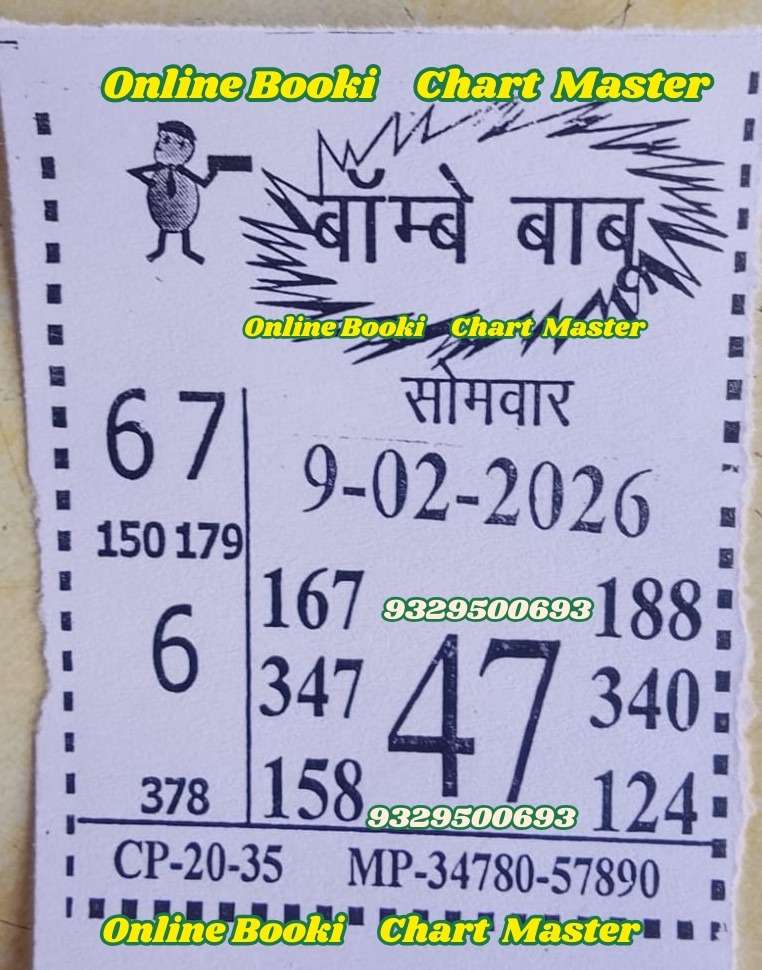 Online Booki Chart Master
बॉम्बे बाबू
Online Booki Chart Master
सोमवार
9-02-2026
67
150 179
6
378
167 9329500693 188
347 47 340
158 9329500693 124
CP-20-35 MP-34780-57890
Online Booki Chart Master